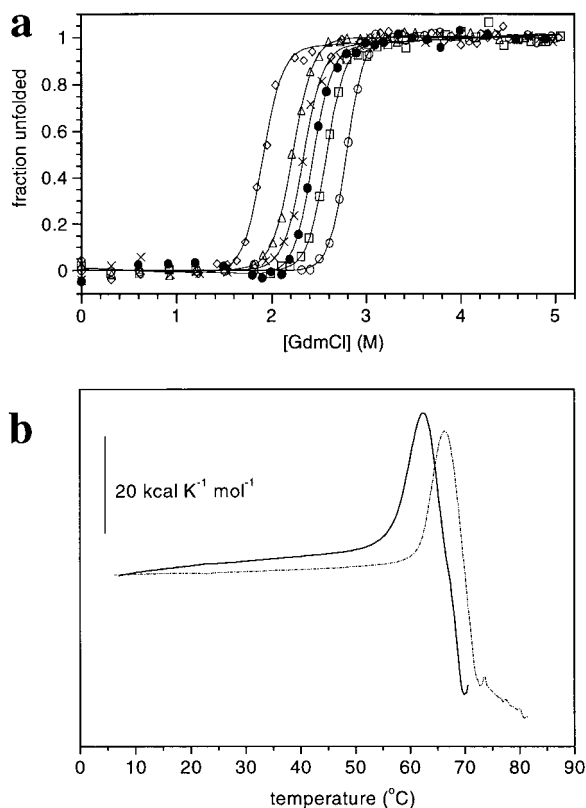 a
fraction unfolded
1
0.8
0.6
0.4
0.2
0
0 1 2 3 4 5
[GdmCl] (M)
b
20 kcal K⁻¹ mol⁻¹
0 10 20 30 40 50 60 70 80 90
temperature (°C)